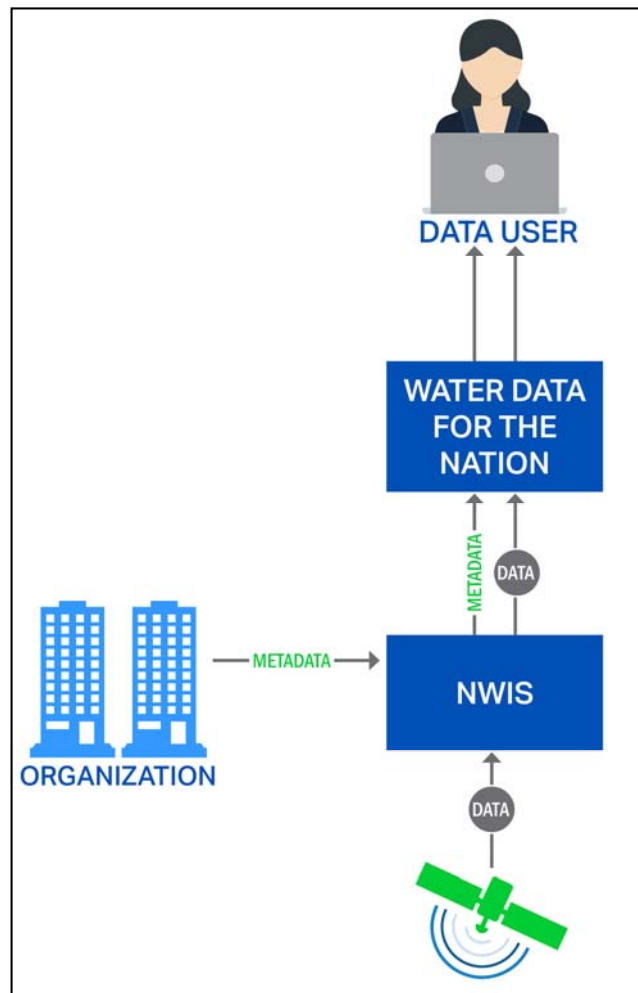 DATA USER
WATER DATA
FOR THE
NATION
METADATA
DATA
METADATA
NWIS
ORGANIZATION
DATA